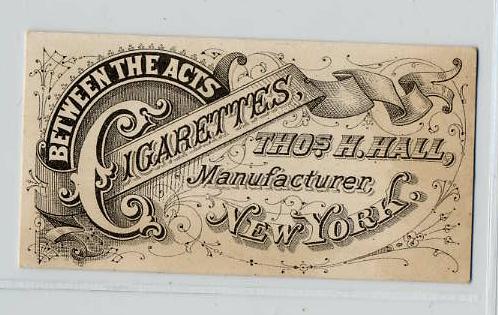 BETWEEN THE ACTS
CIGARETTES,
THOS H. HALL,
Manufacturer,
NEW YORK.